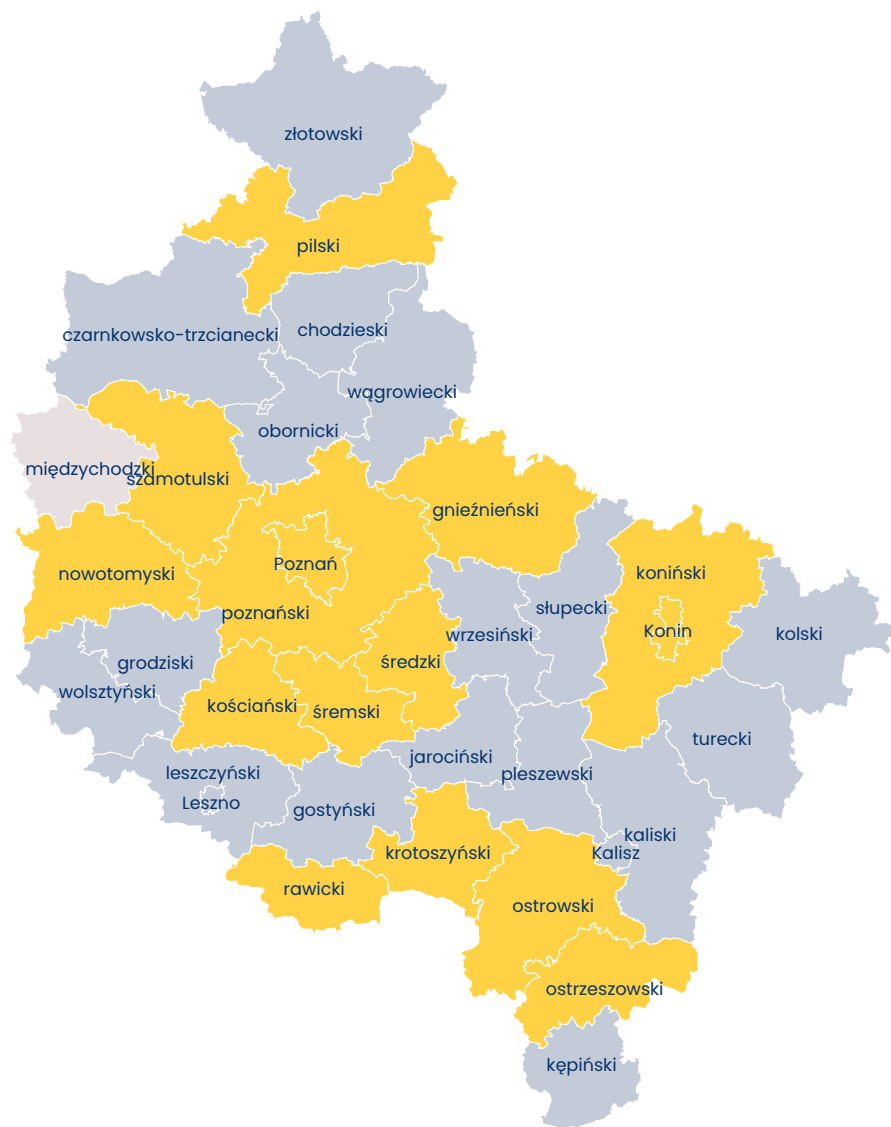 złotowski
pilski
czarnkowsko-trzcianecki
chodzieski
wągrowiecki
obornicki
międzychodzki
szamotulski
gnieźnieński
nowotomyski
Poznań
koniński
poznański
słupecki
wrzesiński
Konin
kolski
grodziski
średzki
wolsztyński
kościański
śremski
turecki
jarociński
leszczyński
pleszewski
Leszno
gostyński
kaliski
krotoszyński
Kalisz
rawicki
ostrowski
ostrzeszowski
kępiński